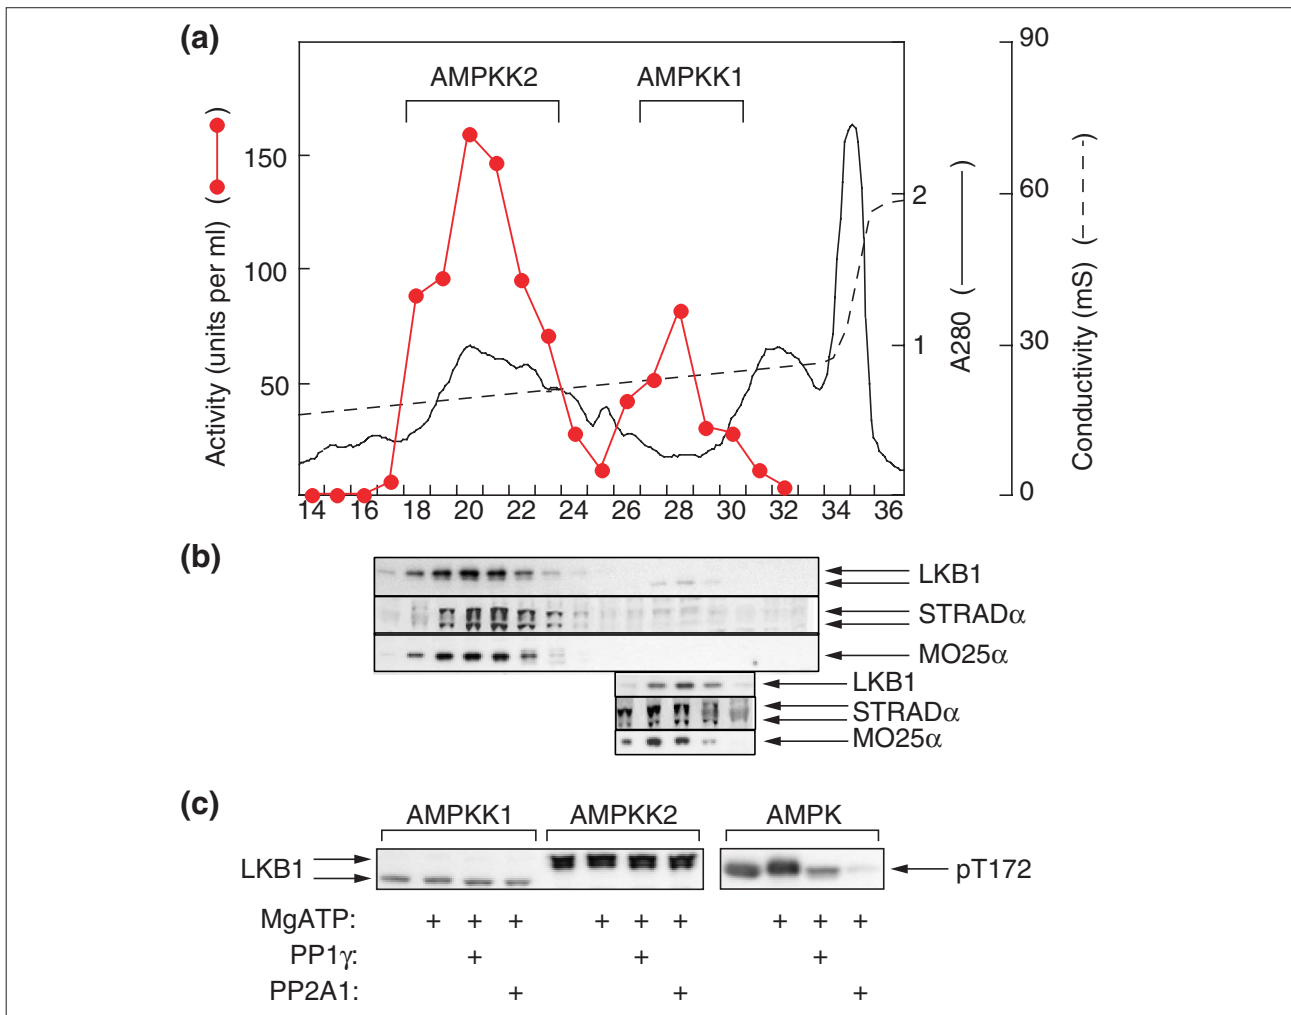 (a)
AMPKK2
AMPKK1
Activity (units per ml) ( )
150
100
50
2
1
A280 ( )
90
60
30
0
Conductivity (mS) ( )
14 16 18 20 22 24 26 28 30 32 34 36
(b)
LKB1
STRADα
MO25α
LKB1
STRADα
MO25α
(c)
AMPKK1 AMPKK2 AMPK
LKB1
pT172
MgATP: + + + + + + + + +
PP1γ: + + +
PP2A1: + + +